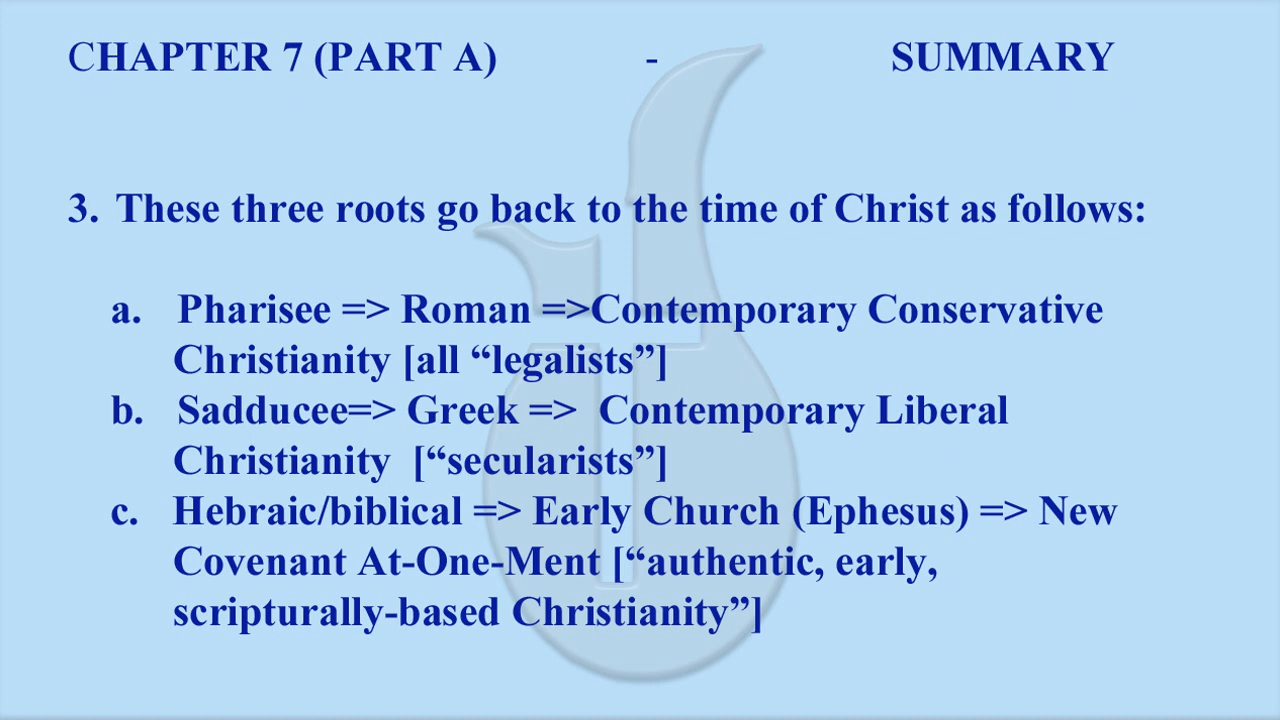 CHAPTER 7 (PART A) - SUMMARY
3. These three roots go back to the time of Christ as follows:
a. Pharisee => Roman =>Contemporary Conservative
Christianity [all “legalists”]
b. Sadducee=> Greek => Contemporary Liberal
Christianity [“secularists”]
c. Hebraic/biblical => Early Church (Ephesus) => New
Covenant At-One-Ment [“authentic, early,
scripturally-based Christianity”]